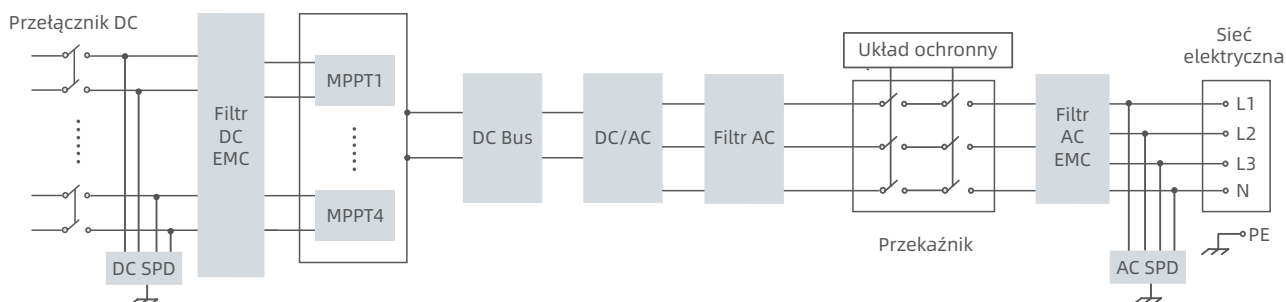 Przełącznik DC
Filtr
DC
EMC
DC SPD
MPPT1
MPPT4
DC Bus
DC/AC
Filtr AC
Układ ochronny
Przekaźnik
Filtr
AC
EMC
AC SPD
Sieć
elektryczna
L1
L2
L3
N
PE